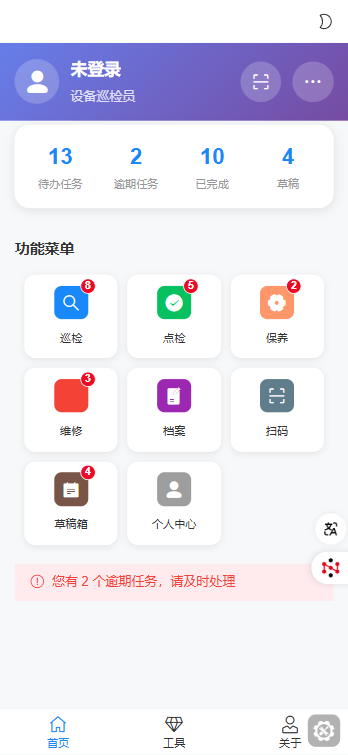 未登录
设备巡检员
13 2 10 4
待办任务 逾期任务 已完成 草稿
功能菜单
8 5 2
巡检 点检 保养
3
维修 档案 扫码
4
草稿箱 个人中心
您有 2 个逾期任务，请及时处理
首页 工具 关于